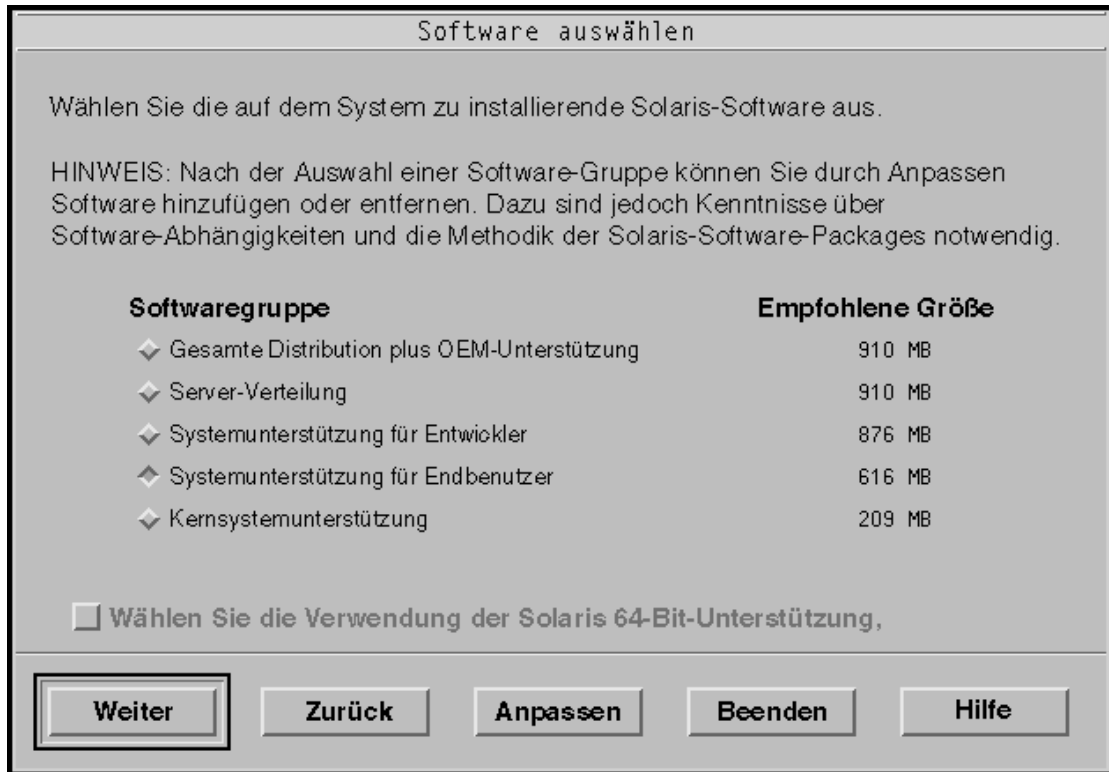 Software auswählen
Wählen Sie die auf dem System zu installierende Solaris-Software aus.
HINWEIS: Nach der Auswahl einer Software-Gruppe können Sie durch Anpassen
Software hinzufügen oder entfernen. Dazu sind jedoch Kenntnisse über
Software-Abhängigkeiten und die Methodik der Solaris-Software-Packages notwendig.
Softwaregruppe Empfohlene Größe
Gesamte Distribution plus OEM-Unterstützung 910 MB
Server-Verteilung 910 MB
Systemunterstützung für Entwickler 876 MB
Systemunterstützung für Endbenutzer 616 MB
Kernsystemunterstützung 209 MB
Wählen Sie die Verwendung der Solaris 64-Bit-Unterstützung,
Weiter Zurück Anpassen Beenden Hilfe